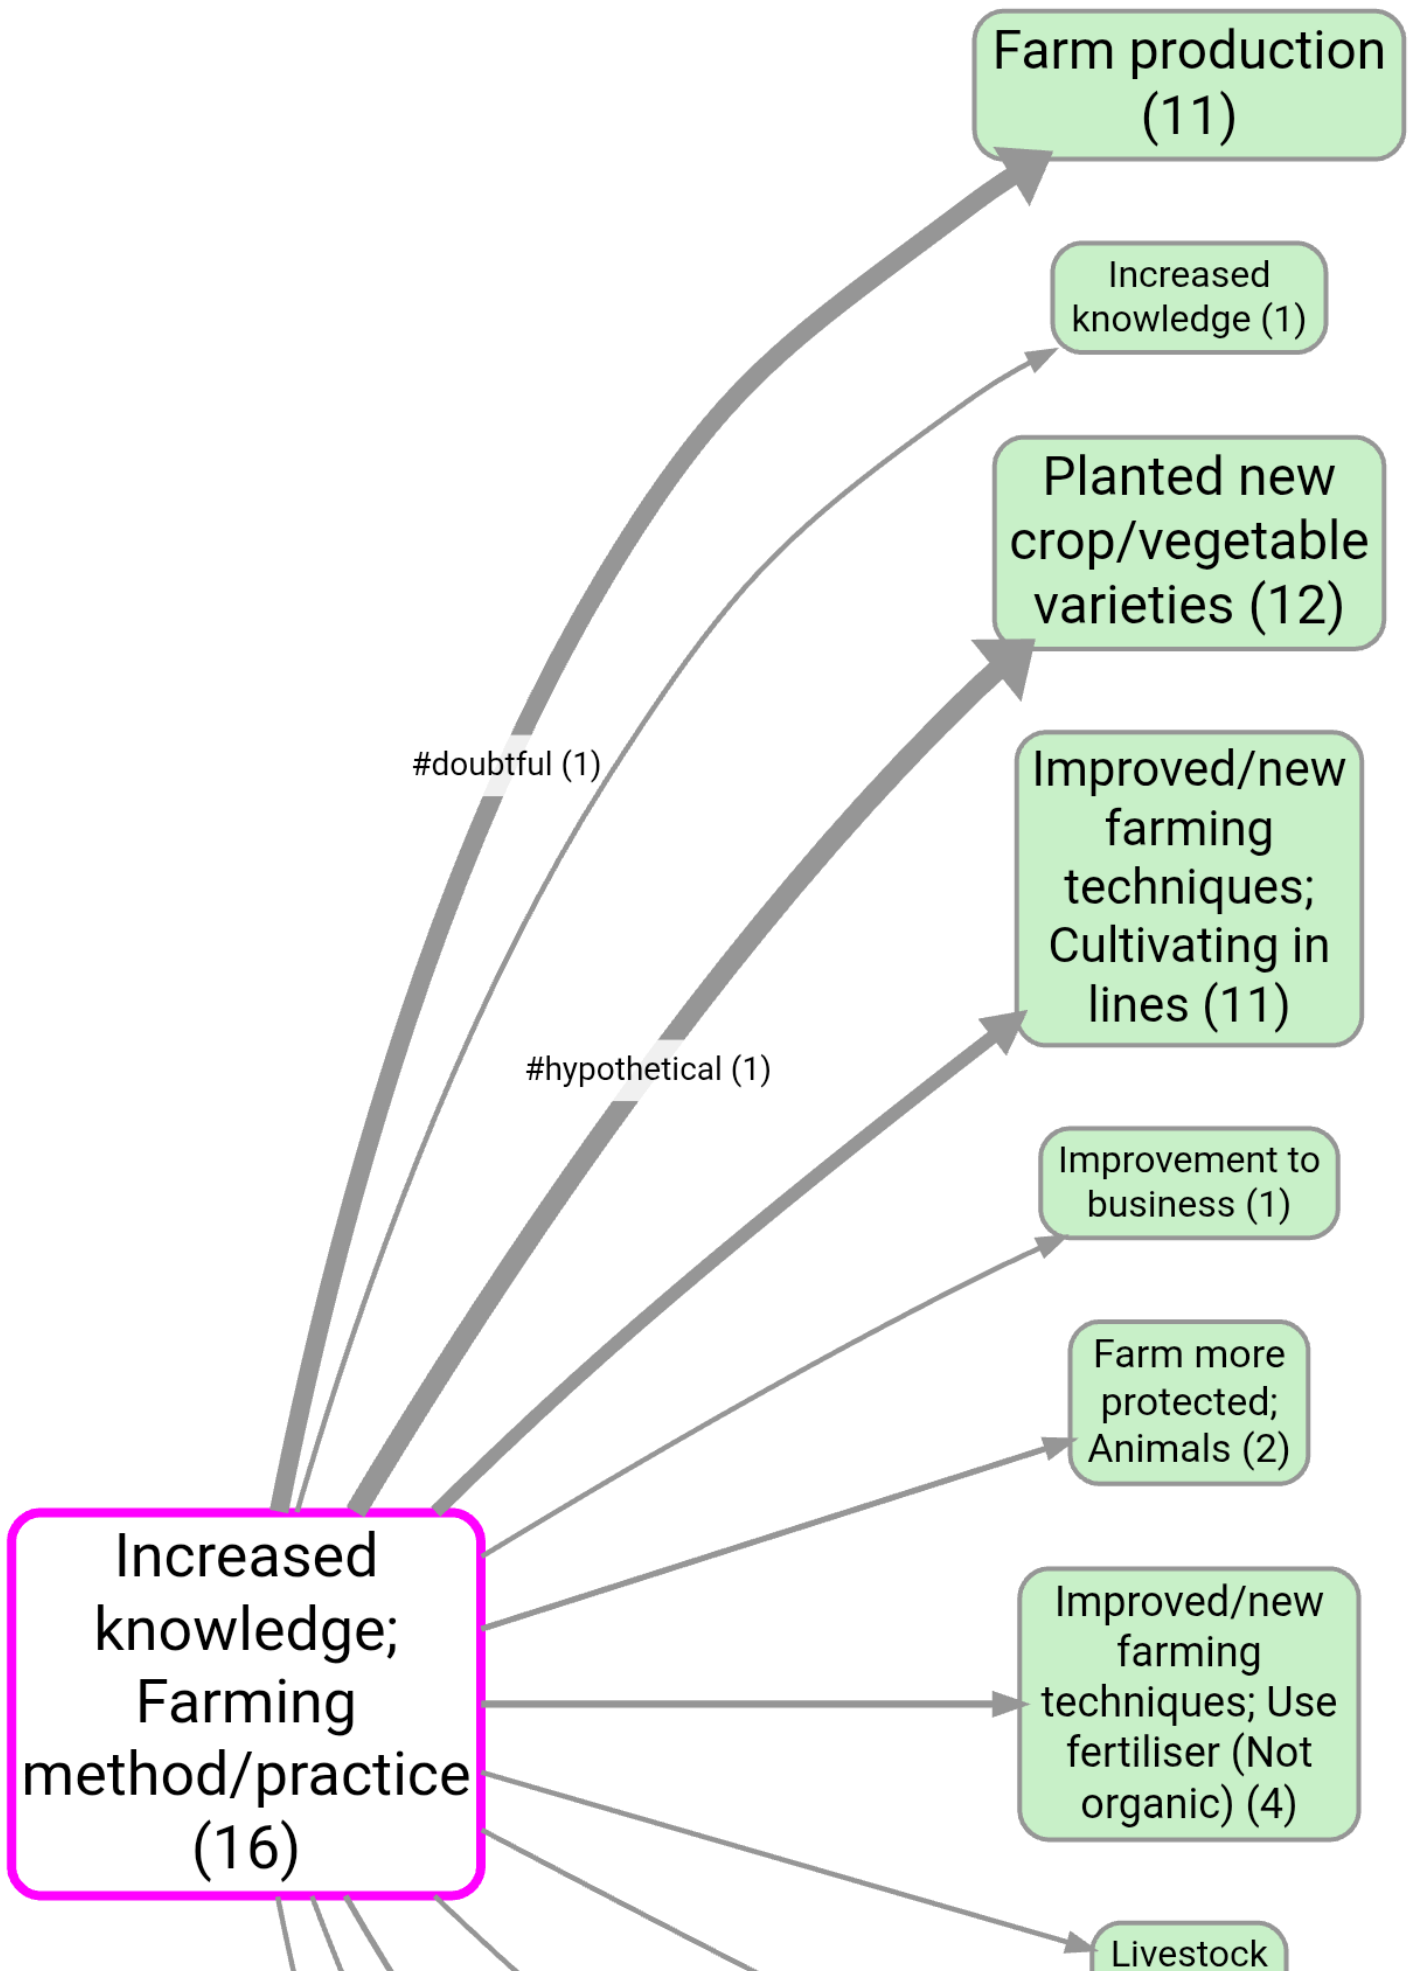 Farm production
(11)
Increased
knowledge (1)
Planted new
crop/vegetable
varieties (12)
#doubtful (1)
Improved/new
farming
techniques;
Cultivating in
lines (11)
#hypothetical (1)
Improvement to
business (1)
Farm more
protected;
Animals (2)
Increased
knowledge;
Farming
method/practice
(16)
Improved/new
farming
techniques; Use
fertiliser (Not
organic) (4)
Livestock